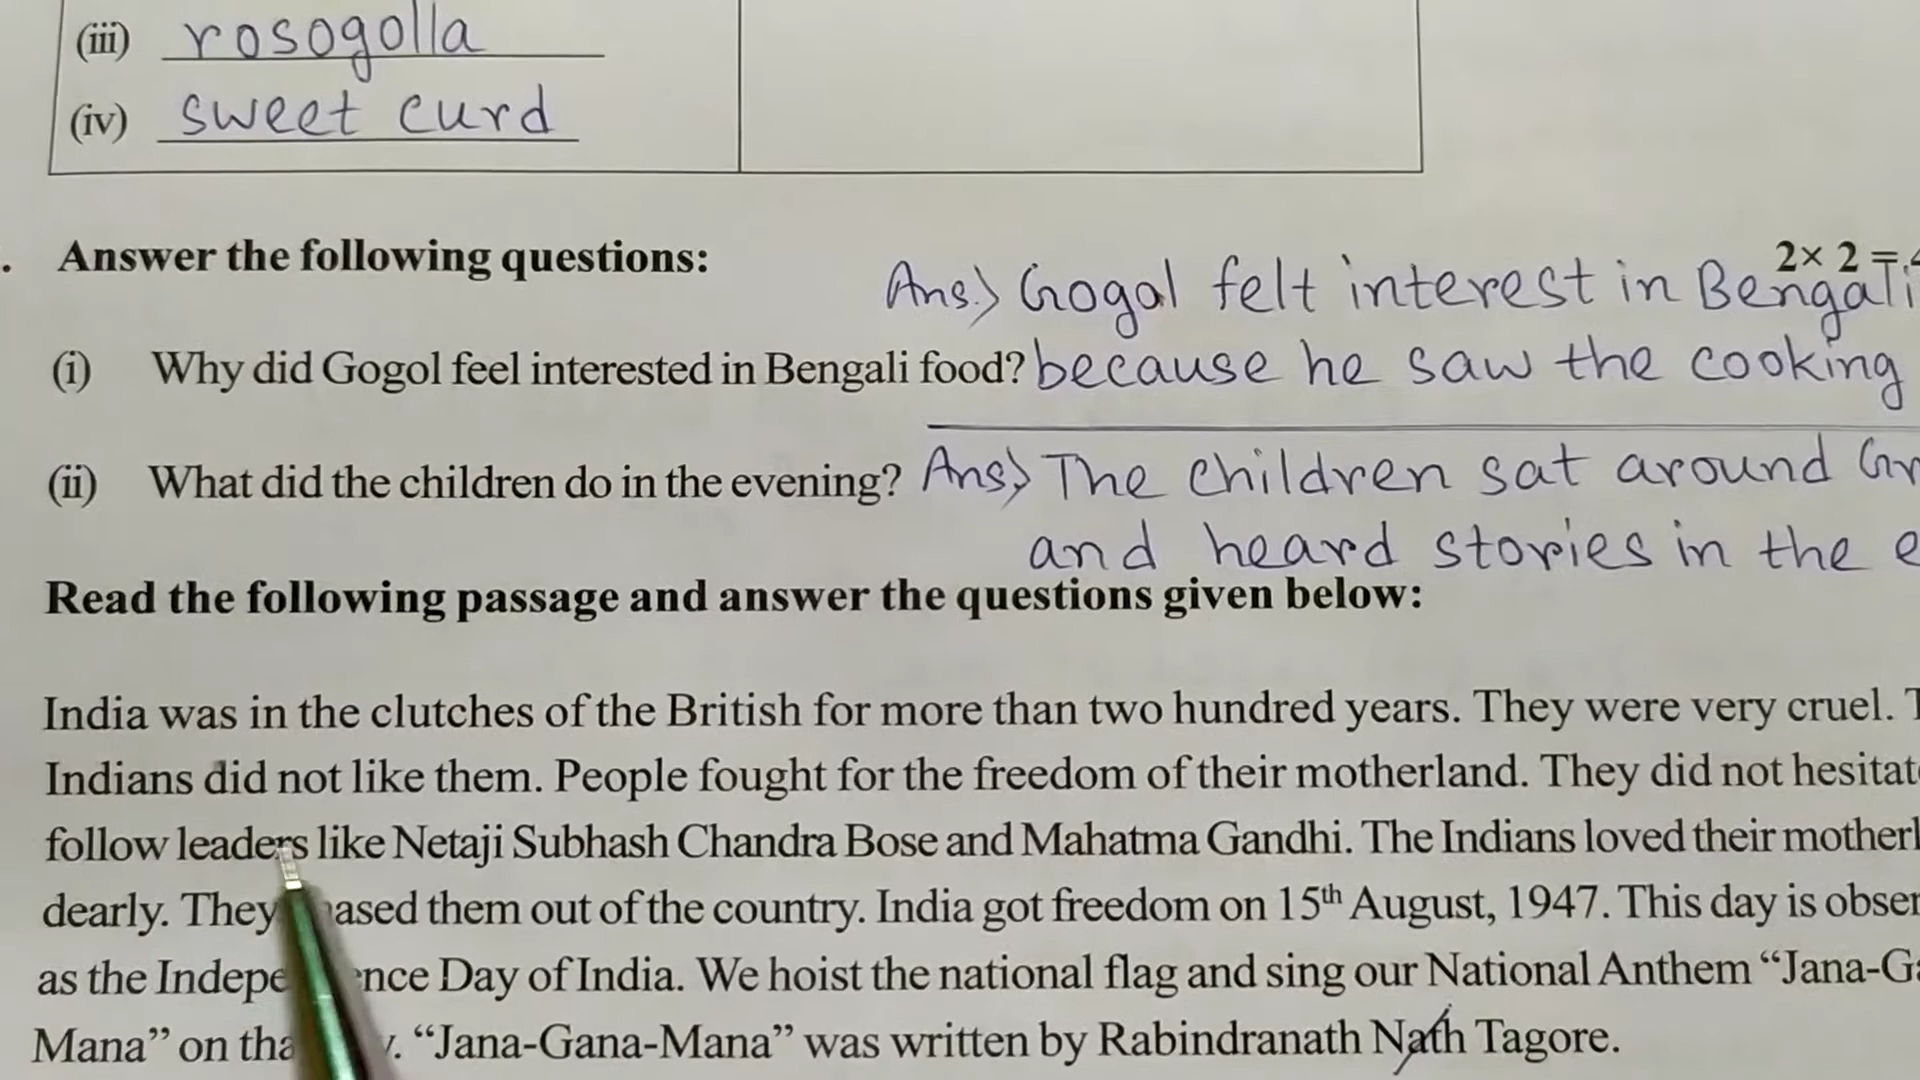 (iii) rosogolla
(iv) sweet curd
Answer the following questions: 2× 2 =
Ans.) Gogal felt interest in Bengali
(i) Why did Gogol feel interested in Bengali food? because he saw the cooking
(ii) What did the children do in the evening? Ans) The children sat around
and heard stories in the
Read the following passage and answer the questions given below:
India was in the clutches of the British for more than two hundred years. They were very cruel.
Indians did not like them. People fought for the freedom of their motherland. They did not
follow leaders like Netaji Subhash Chandra Bose and Mahatma Gandhi. The Indians loved their
dearly. They ased them out of the country. India got freedom on 15th August, 1947. This day is
as the Indepe nce Day of India. We hoist the national flag and sing our National Anthem “Jana-
Mana” on tha . “Jana-Gana-Mana” was written by Rabindranath Nath Tagore.